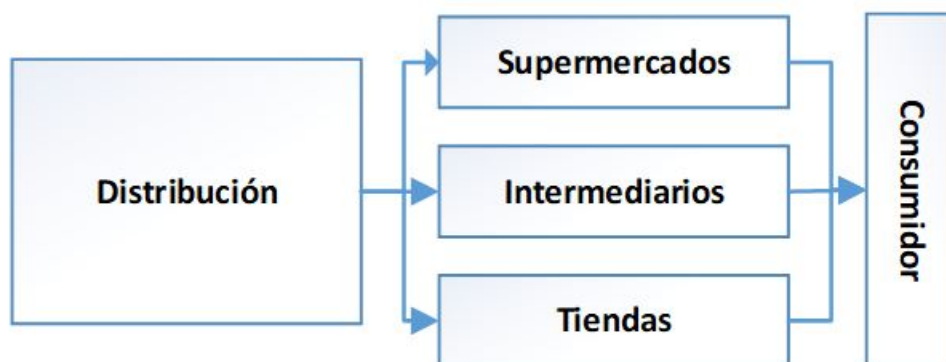 Distribución
Supermercados
Intermediarios
Tiendas
Consumidor